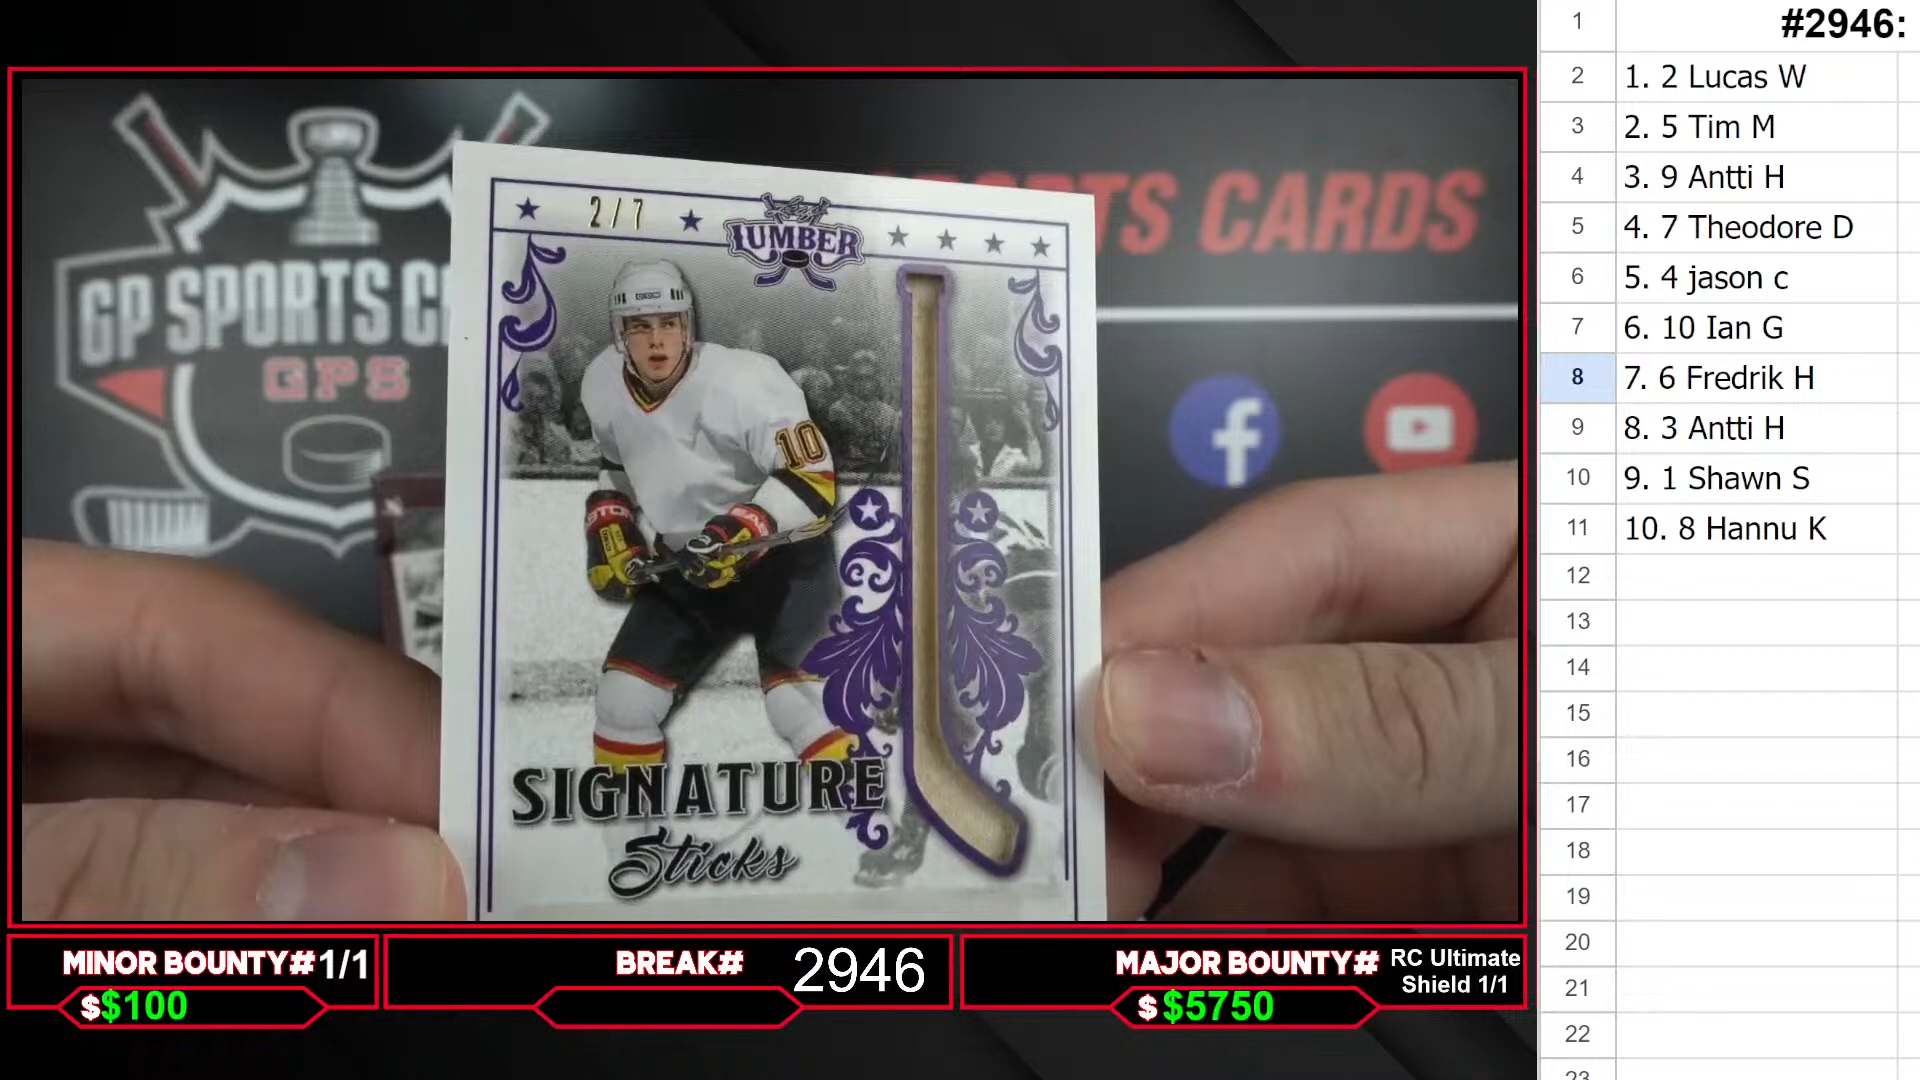 #2946:
1
2 1. 2 Lucas W
3 2. 5 Tim M
4 3. 9 Antti H
5 4. 7 Theodore D
6 5. 4 jason c
7 6. 10 Ian G
8 7. 6 Fredrik H
9 8. 3 Antti H
10 9. 1 Shawn S
11 10. 8 Hannu K
12
13
14
15
16
17
18
19
20
21
22
23
GP SPORTS C
TS CARDS
GPS
2/7
Leaf
LUMBER
10
SIGNATURE
Sticks
MINOR BOUNTY# 1/1
$$100
BREAK# 2946
MAJOR BOUNTY# RC Ultimate
Shield 1/1
$ $5750